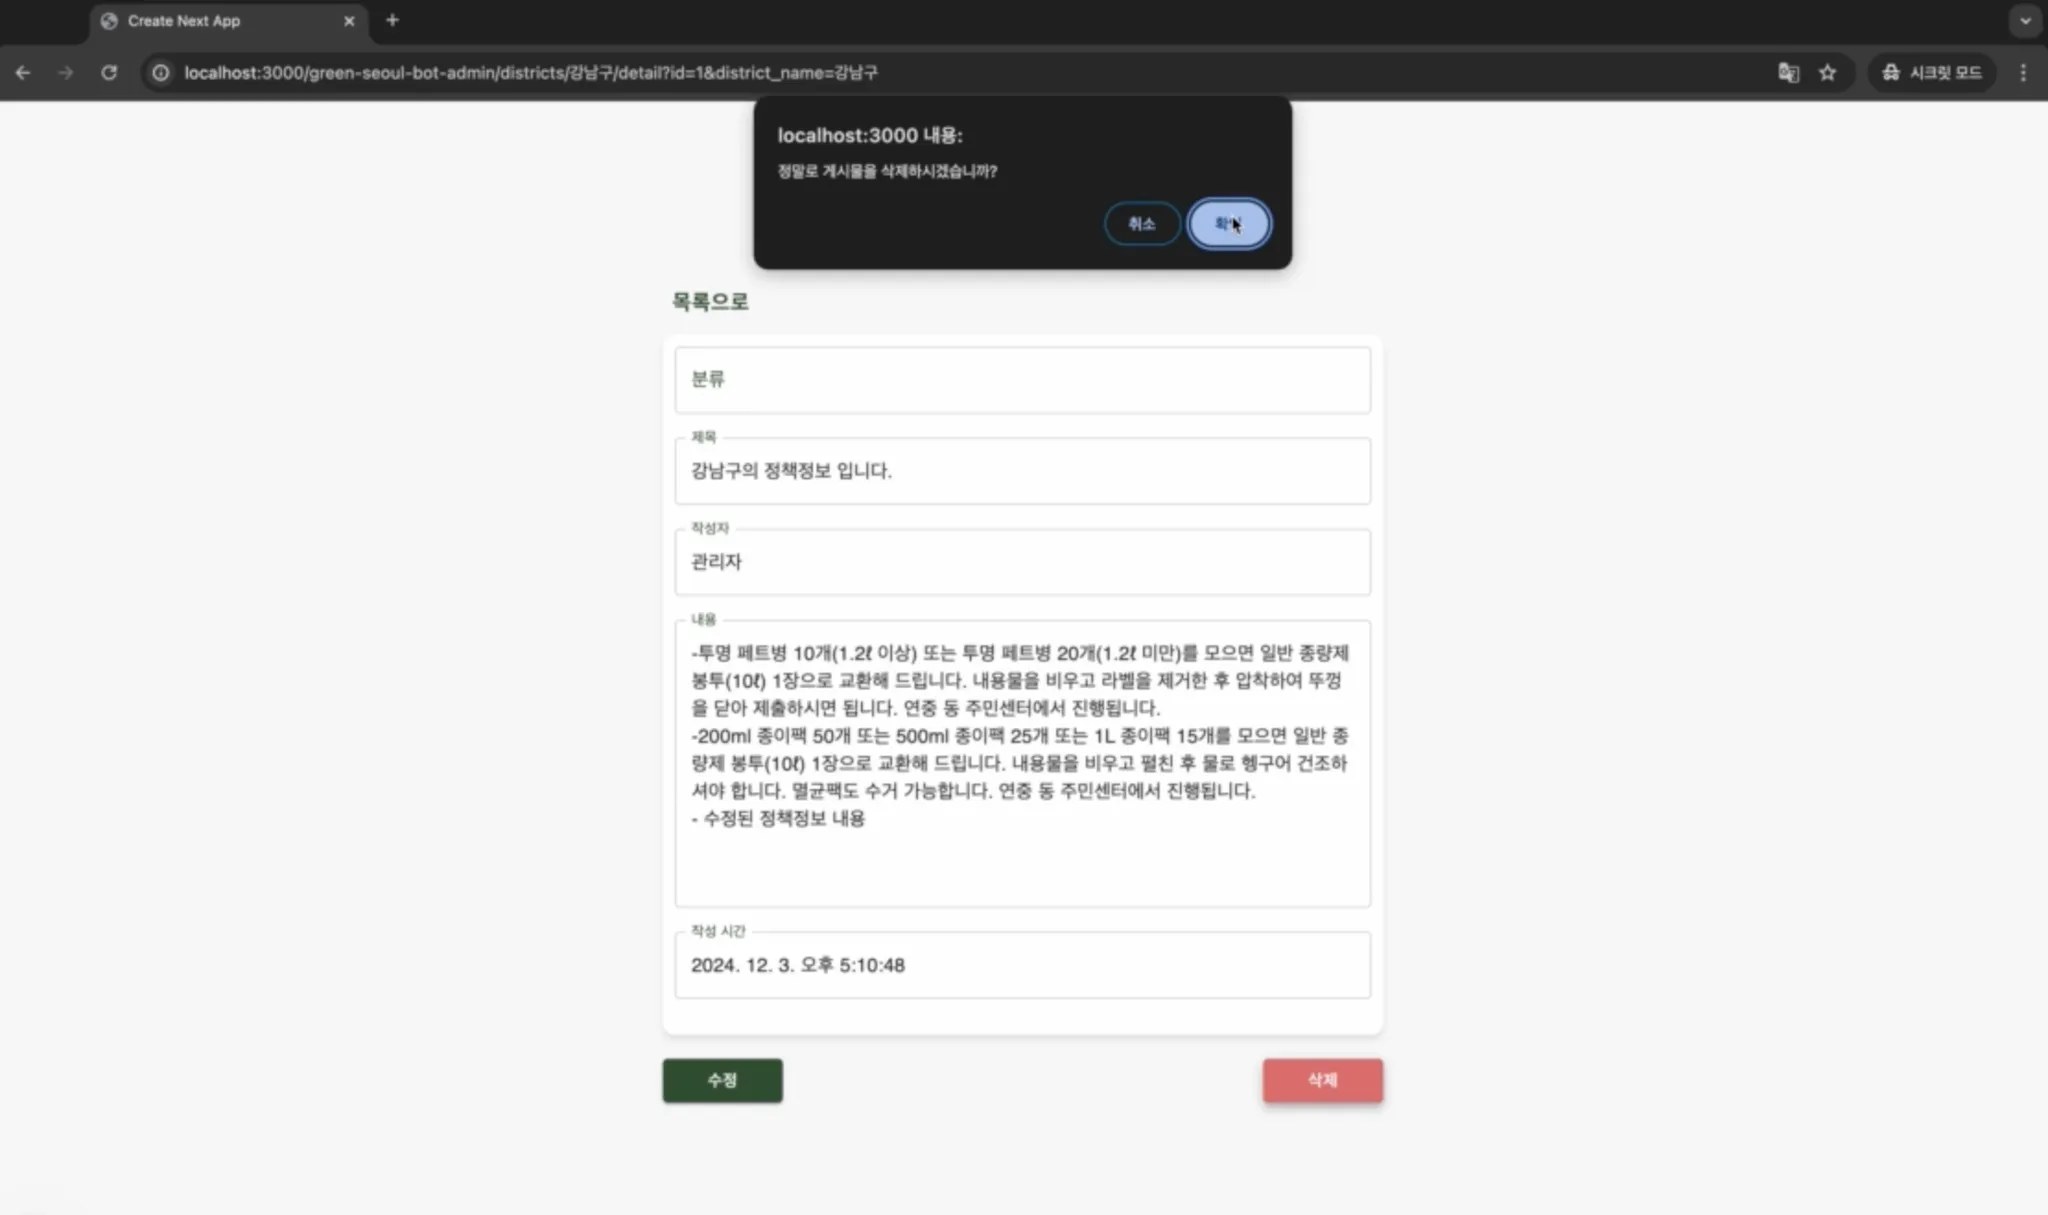 Create Next App
localhost:3000/green-seoul-bot-admin/districts/강남구/detail?id=1&district_name=강남구
시크릿 모드
localhost:3000 내용:
정말로 게시물을 삭제하시겠습니까?
취소
목록으로
분류
제목
강남구의 정책정보 입니다.
작성자
관리자
내용
-투명 페트병 10개(1.2ℓ 이상) 또는 투명 페트병 20개(1.2ℓ 미만)를 모으면 일반 종량제
봉투(10ℓ) 1장으로 교환해 드립니다. 내용물을 비우고 라벨을 제거한 후 압착하여 뚜껑
을 닫아 제출하시면 됩니다. 연중 동 주민센터에서 진행됩니다.
-200ml 종이팩 50개 또는 500ml 종이팩 25개 또는 1L 종이팩 15개를 모으면 일반 종
량제 봉투(10ℓ) 1장으로 교환해 드립니다. 내용물을 비우고 펼친 후 물로 헹구어 건조하
셔야 합니다. 멸균팩도 수거 가능합니다. 연중 동 주민센터에서 진행됩니다.
- 수정된 정책정보 내용
작성 시간
2024. 12. 3. 오후 5:10:48
수정
삭제